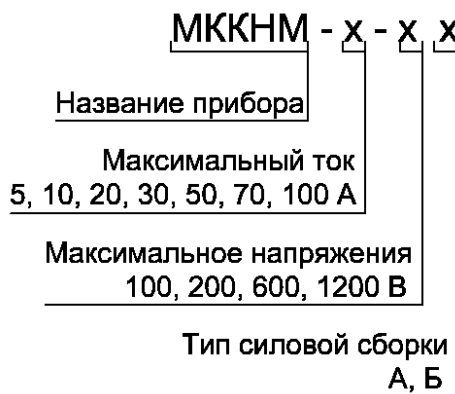 МККНМ - х - х х
Название прибора
Максимальный ток
5, 10, 20, 30, 50, 70, 100 А
Максимальное напряжения
100, 200, 600, 1200 В
Тип силовой сборки
А, Б